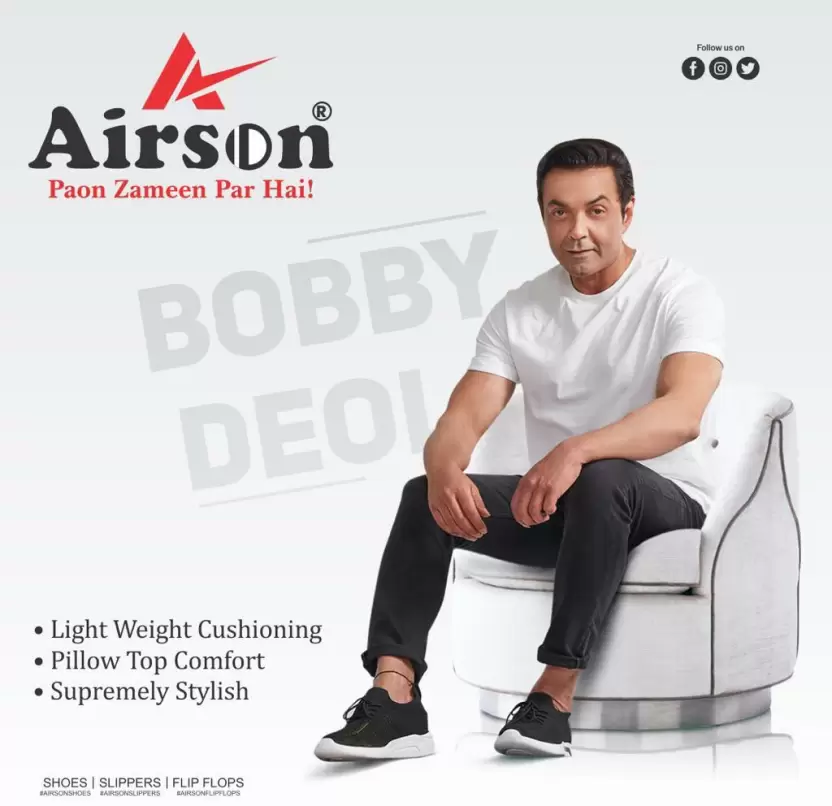 Follow us on
Airson®
Paon Zameen Par Hai!
BOBBY
DEOL
• Light Weight Cushioning
• Pillow Top Comfort
• Supremely Stylish
SHOES | SLIPPERS | FLIP FLOPS
#AIRSONSHOES #AIRSONSLIPPERS #AIRSONFLIPFLOPS